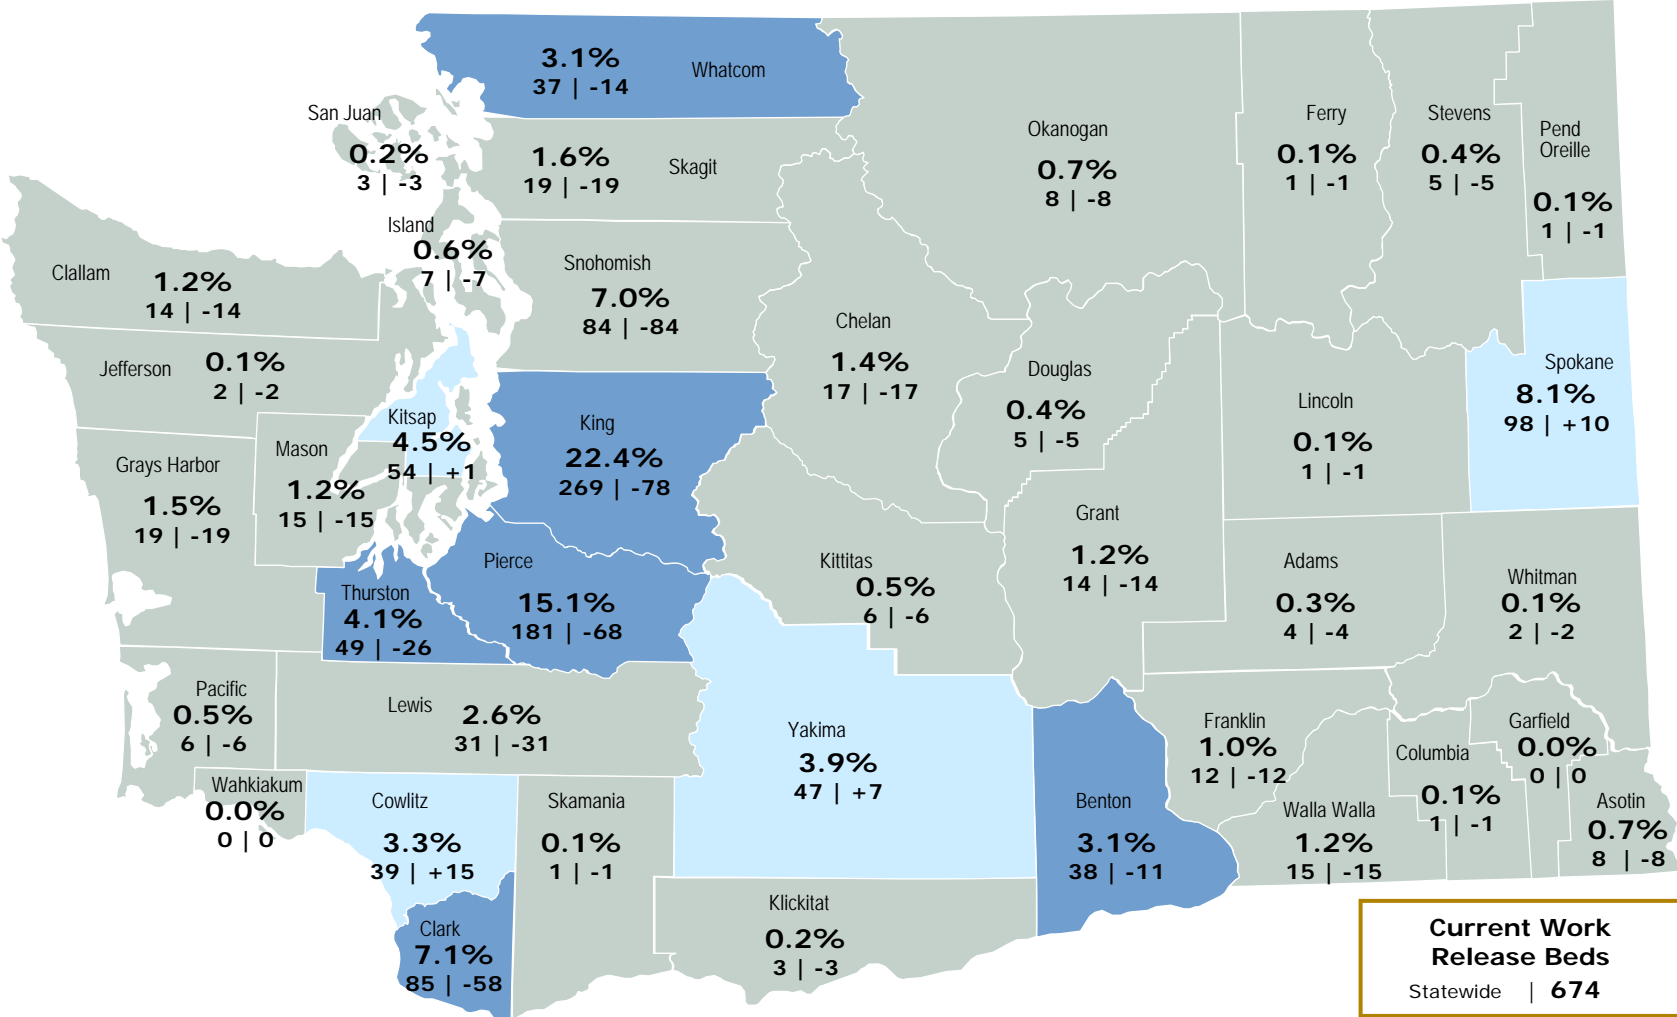 Whatcom
3.1%
37 | -14
San Juan
0.2%
3 | -3
1.6%
19 | -19
Skagit
Okanogan
0.7%
8 | -8
Ferry
0.1%
1 | -1
Stevens
0.4%
5 | -5
Pend
Oreille
0.1%
1 | -1
Island
0.6%
7 | -7
Clallam
1.2%
14 | -14
Snohomish
7.0%
84 | -84
Chelan
1.4%
17 | -17
Jefferson
0.1%
2 | -2
Douglas
0.4%
5 | -5
Lincoln
0.1%
1 | -1
Spokane
8.1%
98 | +10
Kitsap
4.5%
54 | +1
King
22.4%
269 | -78
Grays Harbor
1.5%
19 | -19
Mason
1.2%
15 | -15
Grant
1.2%
14 | -14
Kittitas
0.5%
6 | -6
Adams
0.3%
4 | -4
Whitman
0.1%
2 | -2
Thurston
4.1%
49 | -26
Pierce
15.1%
181 | -68
Pacific
0.5%
6 | -6
Lewis
2.6%
31 | -31
Yakima
3.9%
47 | +7
Franklin
1.0%
12 | -12
Columbia
0.1%
1 | -1
Garfield
0.0%
0 | 0
Wahkiakum
0.0%
0 | 0
Cowlitz
3.3%
39 | +15
Skamania
0.1%
1 | -1
Benton
3.1%
38 | -11
Walla Walla
1.2%
15 | -15
Asotin
0.7%
8 | -8
Clark
7.1%
85 | -58
Klickitat
0.2%
3 | -3
Current Work
Release Beds
Statewide | 674